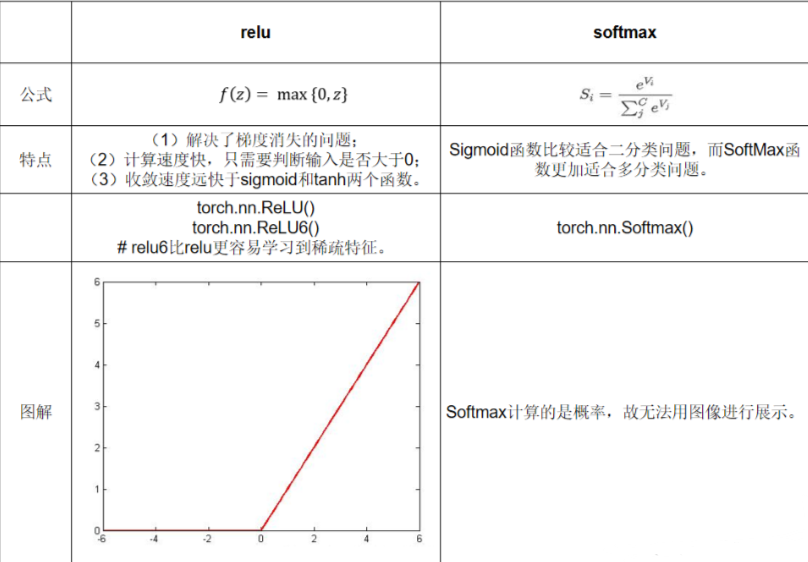 relu
softmax
公式
f(z) = max {0, z}
S_i = e^{V_i} / ∑_j^C e^{V_j}
特点
（1）解决了梯度消失的问题；
（2）计算速度快，只需要判断输入是否大于0；
（3）收敛速度远快于sigmoid和tanh两个函数。
Sigmoid函数比较适合二分类问题，而SoftMax函
数更加适合多分类问题。
torch.nn.ReLU()
torch.nn.ReLU6()
# relu6比relu更容易学习到稀疏特征。
torch.nn.Softmax()
图解
6
5
4
3
2
1
0
-6 -4 -2 0 2 4 6
Softmax计算的是概率，故无法用图像进行展示。